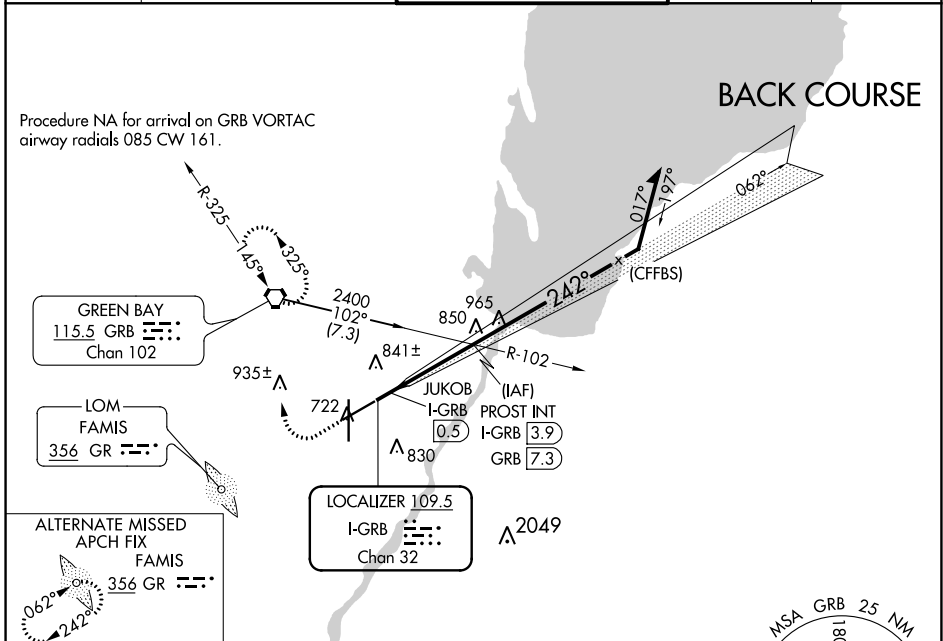 BACK COURSE
Procedure NA for arrival on GRB VORTAC
airway radials 085 CW 161.
R-325
145°
325°
017°
197°
062°
(CFFBS)
242°
GREEN BAY
115.5 GRB
Chan 102
2400
102°
(7.3)
965
850
R-102
841±
935±
JUKOB
I-GRB
0.5
(IAF)
PROST INT
I-GRB 3.9
GRB 7.3
722
830
LOM
FAMIS
356 GR
LOCALIZER 109.5
I-GRB
Chan 32
2049
ALTERNATE MISSED
APCH FIX
FAMIS
356 GR
062°
242°
MSA GRB 25 NM
180